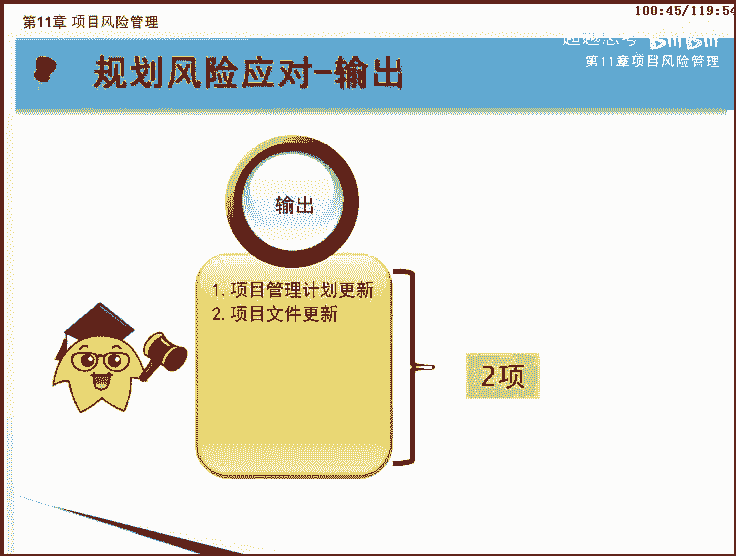 100:45/119:54
第11章 项目风险管理
bilibili
第11章项目风险管理
规划风险应对-输出
输出
1. 项目管理计划更新
2. 项目文件更新
2项